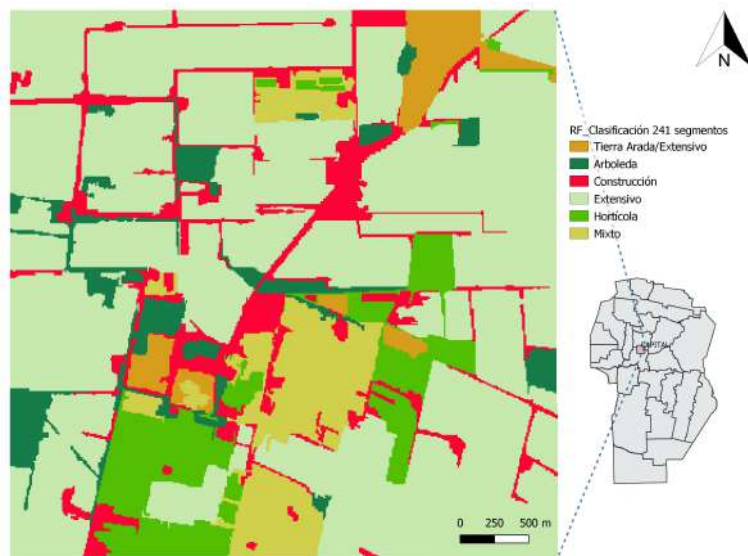 N
RF_Clasificación 241 segmentos
Tierra Arada/Extensivo
Arboleda
Construcción
Extensivo
Hortícola
Mixto
CAPITAL
0 250 500 m